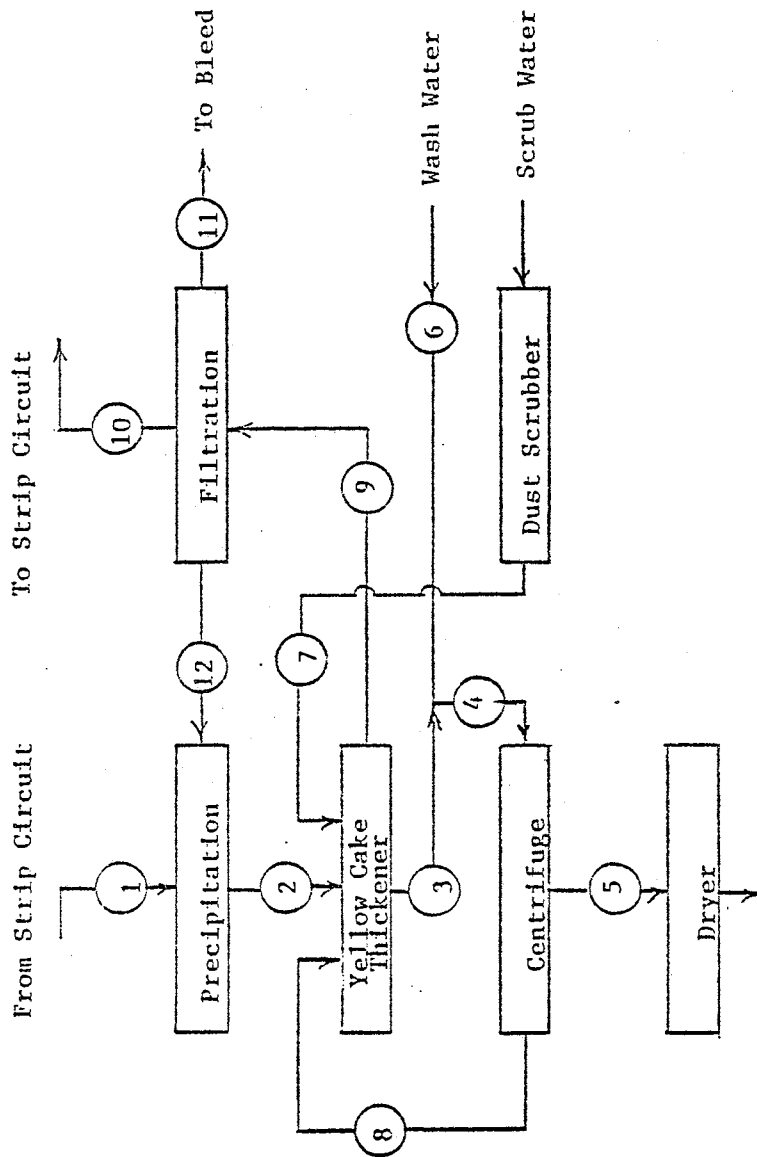 From Strip Circuit
To Strip Circuit
1
10
Precipitation
12
Filtration
11
To Bleed
2
7
8
Yellow Cake
Thickener
9
3
6
Wash Water
4
Centrifuge
Dust Scrubber
Scrub Water
5
Dryer